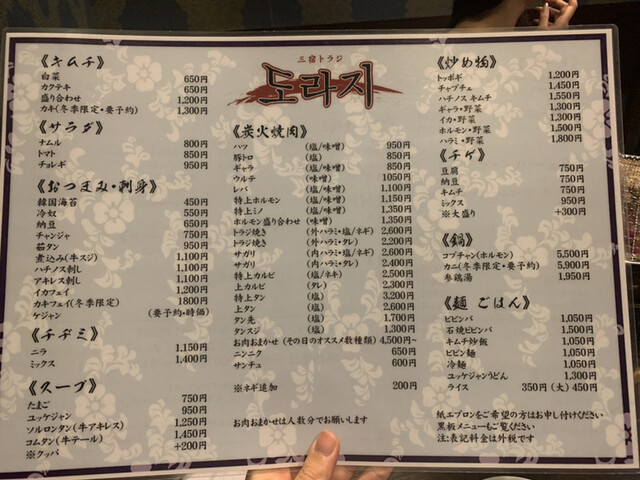 《キムチ》
白菜 650円
カクテキ 650円
盛り合わせ 1,200円
カキ(冬季限定・要予約) 1,300円
《サラダ》
ナムル 800円
トマト 850円
チョレギ 950円
《おつまみ・刺身》
韓国海苔 450円
冷奴 550円
納豆 650円
チャンジャ 750円
茹タン 950円
煮込み(牛スジ) 1,100円
ハチノス刺し 1,100円
アキレス刺し 1,100円
イカフェイ 1,200円
カキフェイ(冬季限定) 1800円
ケジャン (要予約・時価)
《チヂミ》
ニラ 1,150円
ミックス 1,400円
《スープ》
たまご 750円
ユッケジャン 950円
ソルロンタン(牛アキレス) 1,250円
コムタン(牛テール) 1,450円
※クッパ +200円
三宿トラジ
도라지
《炭火焼肉》
ハツ (塩/味噌) 950円
豚トロ (塩) 850円
ギャラ (塩/味噌) 850円
ウルテ (味噌) 1050円
レバ (塩/味噌) 1,100円
特上ホルモン (塩/味噌) 1,150円
特上ミノ (塩/味噌) 1,350円
ホルモン盛り合わせ (味噌) 1,350円
トラジ焼き (外ハラミ・塩/ネギ) 2,600円
トラジ焼き (外ハラミ・タレ) 2,200円
サガリ (内ハラミ・塩/ネギ) 2,600円
サガリ (内ハラミ・タレ) 2,400円
特上カルビ (塩/ネギ) 2,500円
上カルビ (タレ) 2,300円
特上タン (塩) 3,200円
上タン (塩) 2,600円
タン先 (塩) 1,700円
タンスジ (塩) 1,300円
お肉おまかせ (その日のオススメ数種類) 4,500円~
ニンニク 650円
サンチュ 600円
※ネギ追加 200円
お肉おまかせは人数分でお願いします
《炒め物》
トッポギ 1,200円
チャプチェ 1,450円
ハチノス キムチ 1,550円
ギャラ・野菜 1,300円
イカ・野菜 1,300円
ホルモン・野菜 1,500円
ハラミ・野菜 1,800円
《チゲ》
豆腐 750円
納豆 750円
キムチ 750円
ミックス 950円
※大盛り +300円
《鍋》
コプチャン(ホルモン) 5,500円
カニ(冬季限定・要予約) 5,900円
参鶏湯 1,950円
《麺 ごはん》
ビビンバ 1,050円
石焼ビビンバ 1,500円
キムチ炒飯 1,050円
ビビン麺 1,050円
冷麺 1,050円
ユッケジャンうどん 1,300円
ライス 350円 (大) 450円
紙エプロンをご希望の方はお申し付けください
黒板メニューもご覧ください
注:表記料金は外税です